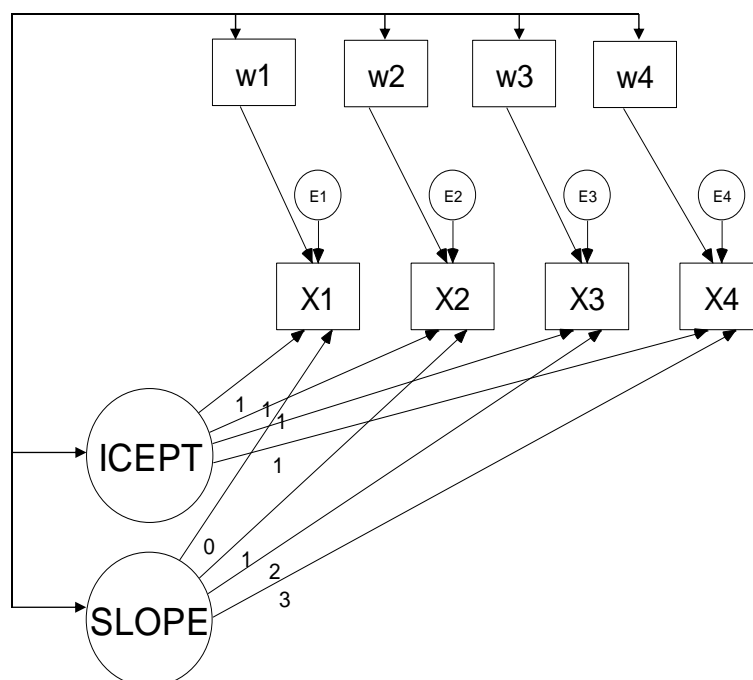 w1 w2 w3 w4
E1 E2 E3 E4
X1 X2 X3 X4
1 1
1
ICEPT 1
0 1
2
3
SLOPE